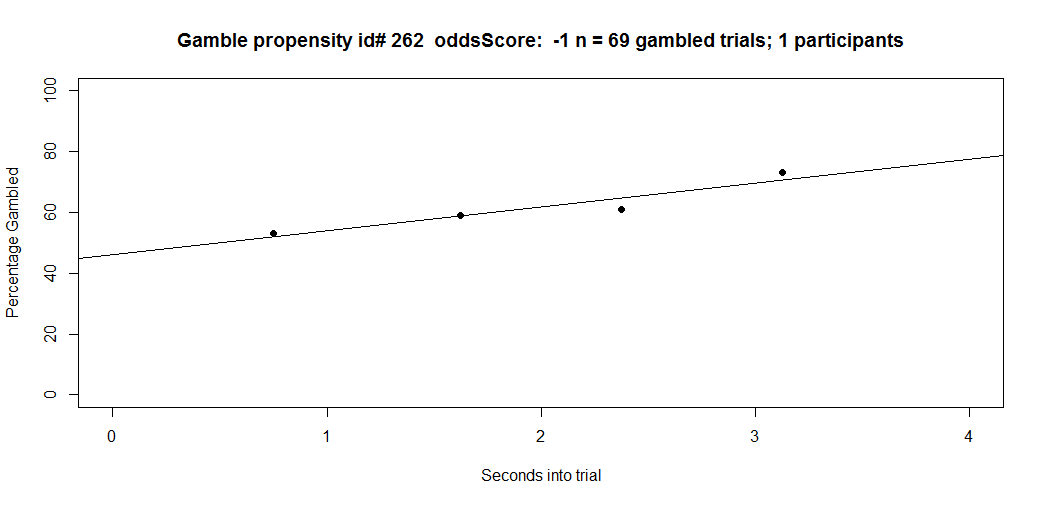 Gamble propensity id# 262  oddsScore:  -1 n = 69 gambled trials; 1 participants
100
80
60
40
20
0
Percentage Gambled
0 1 2 3 4
Seconds into trial